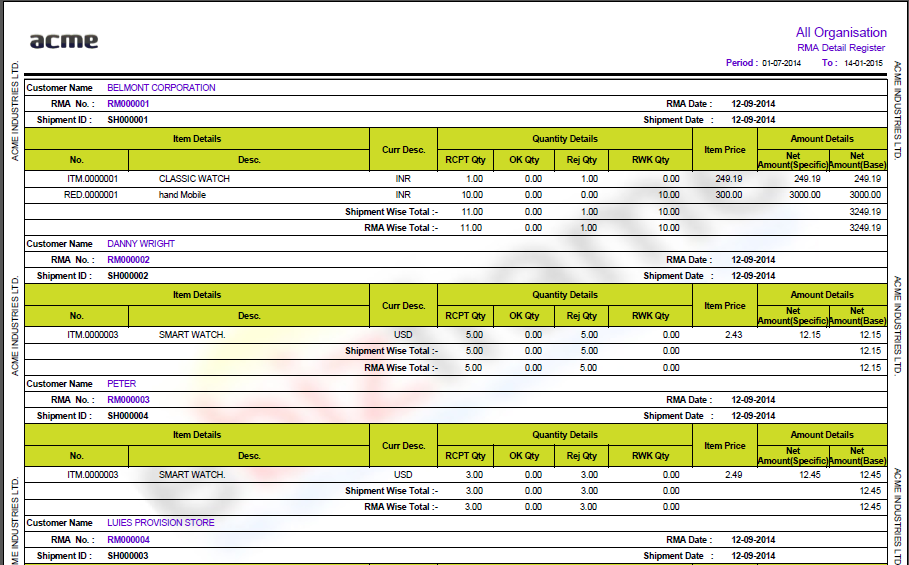 acme
All Organisation
RMA Detail Register
Period : 01-07-2014 To : 14-01-2015
ACME INDUSTRIES LTD.
ACME INDUSTRIES LTD.
Customer Name BELMONT CORPORATION
RMA No. : RM000001 RMA Date : 12-09-2014
Shipment ID : SH000001 Shipment Date : 12-09-2014
Item Details Curr Desc. Quantity Details Item Price Amount Details
No. Desc. RCPT Qty OK Qty Rej Qty RWK Qty Net Amount(Specific) Net Amount(Base)
ITM.0000001 CLASSIC WATCH INR 1.00 0.00 1.00 0.00 249.19 249.19 249.19
RED.0000001 hand Mobile INR 10.00 0.00 0.00 10.00 300.00 3000.00 3000.00
Shipment Wise Total :- 11.00 0.00 1.00 10.00 3249.19
RMA Wise Total :- 11.00 0.00 1.00 10.00 3249.19
Customer Name DANNY WRIGHT
RMA No. : RM000002 RMA Date : 12-09-2014
Shipment ID : SH000002 Shipment Date : 12-09-2014
ACME INDUSTRIES LTD.
ACME INDUSTRIES LTD.
Item Details Curr Desc. Quantity Details Item Price Amount Details
No. Desc. RCPT Qty OK Qty Rej Qty RWK Qty Net Amount(Specific) Net Amount(Base)
ITM.0000003 SMART WATCH. USD 5.00 0.00 5.00 0.00 2.43 12.15 12.15
Shipment Wise Total :- 5.00 0.00 5.00 0.00 12.15
RMA Wise Total :- 5.00 0.00 5.00 0.00 12.15
Customer Name PETER
RMA No. : RM000003 RMA Date : 12-09-2014
Shipment ID : SH000004 Shipment Date : 12-09-2014
Item Details Curr Desc. Quantity Details Item Price Amount Details
No. Desc. RCPT Qty OK Qty Rej Qty RWK Qty Net Amount(Specific) Net Amount(Base)
ITM.0000003 SMART WATCH. USD 3.00 0.00 3.00 0.00 2.49 12.45 12.45
Shipment Wise Total :- 3.00 0.00 3.00 0.00 12.45
RMA Wise Total :- 3.00 0.00 3.00 0.00 12.45
ME INDUSTRIES LTD.
ACME INDUSTRIES LTD.
Customer Name LUIES PROVISION STORE
RMA No. : RM000004 RMA Date : 12-09-2014
Shipment ID : SH000003 Shipment Date : 12-09-2014